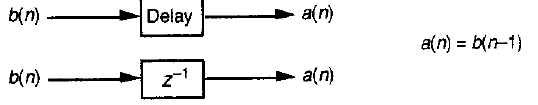 b(n) Delay a(n)
a(n) = b(n–1)
b(n) z⁻¹ a(n)